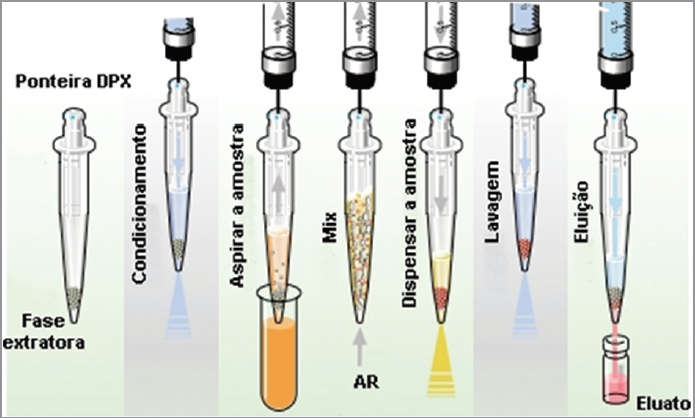 Ponteira DPX
Fase
extratora
Condicionamento
Aspirar a amostra
Mix
AR
Dispensar a amostra
Lavagem
Eluição
Eluato